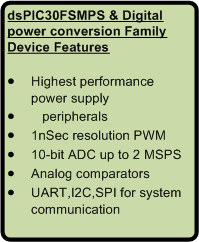 dsPIC30FSMPS & Digital
power conversion Family
Device Features
● Highest performance
power supply
● peripherals
● 1nSec resolution PWM
● 10-bit ADC up to 2 MSPS
● Analog comparators
● UART,I2C,SPI for system
communication